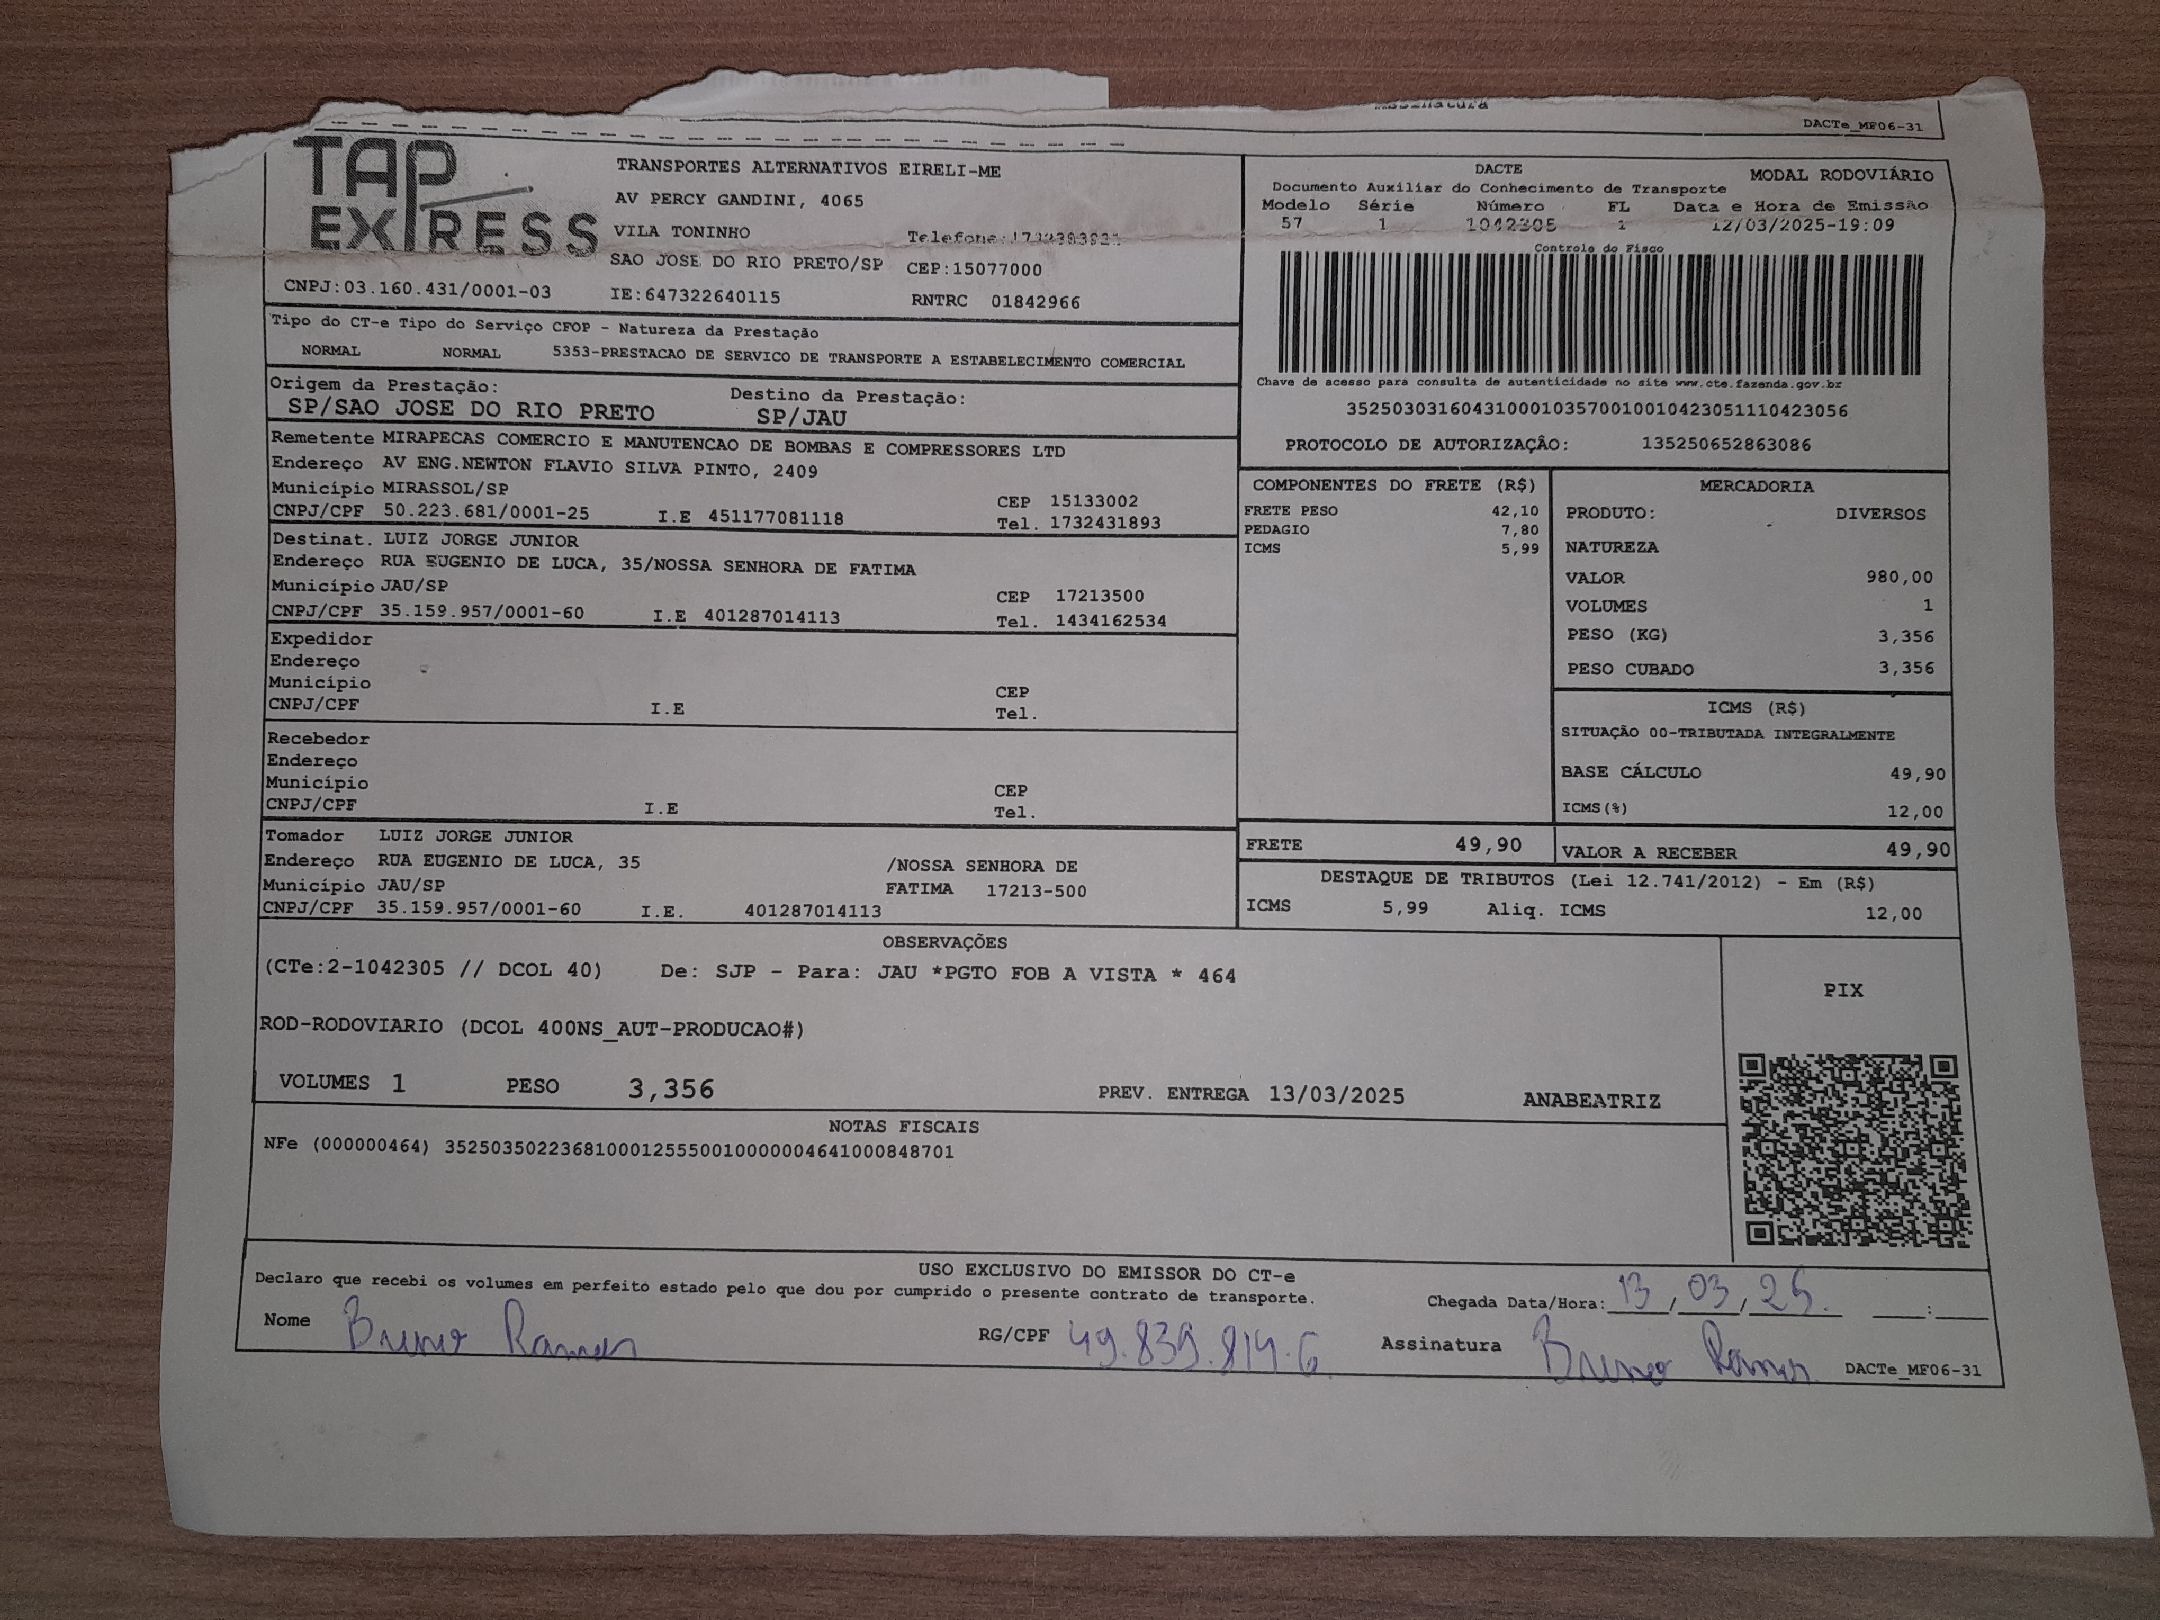 DACTe_MF06-31
TAP EXPRESS
TRANSPORTES ALTERNATIVOS EIRELI-ME
AV PERCY GANDINI, 4065
VILA TONINHO Telefone:
SAO JOSE DO RIO PRETO/SP CEP:15077000
CNPJ:03.160.431/0001-03 IE:647322640115 RNTRC 01842966
DACTE MODAL RODOVIÁRIO
Documento Auxiliar do Conhecimento de Transporte
Modelo Série Número FL Data e Hora de Emissão
57 1 1042305 1 12/03/2025-19:09
Controle do Fisco
Chave de acesso para consulta de autenticidade no site www.cte.fazenda.gov.br
35250303160431000103570010010423051110423056
PROTOCOLO DE AUTORIZAÇÃO: 135250652863086
Tipo do CT-e Tipo do Serviço CFOP - Natureza da Prestação
NORMAL NORMAL 5353-PRESTACAO DE SERVICO DE TRANSPORTE A ESTABELECIMENTO COMERCIAL
Origem da Prestação: Destino da Prestação:
SP/SAO JOSE DO RIO PRETO SP/JAU
Remetente MIRAPECAS COMERCIO E MANUTENCAO DE BOMBAS E COMPRESSORES LTD
Endereço AV ENG.NEWTON FLAVIO SILVA PINTO, 2409
Município MIRASSOL/SP CEP 15133002
CNPJ/CPF 50.223.681/0001-25 I.E 451177081118 Tel. 1732431893
Destinat. LUIZ JORGE JUNIOR
Endereço RUA EUGENIO DE LUCA, 35/NOSSA SENHORA DE FATIMA
Município JAU/SP CEP 17213500
CNPJ/CPF 35.159.957/0001-60 I.E 401287014113 Tel. 1434162534
Expedidor
Endereço
Município CEP
CNPJ/CPF I.E Tel.
Recebedor
Endereço
Município CEP
CNPJ/CPF I.E Tel.
Tomador LUIZ JORGE JUNIOR
Endereço RUA EUGENIO DE LUCA, 35 /NOSSA SENHORA DE
Município JAU/SP FATIMA 17213-500
CNPJ/CPF 35.159.957/0001-60 I.E. 401287014113
COMPONENTES DO FRETE (R$)
FRETE PESO 42,10
PEDAGIO 7,80
ICMS 5,99
MERCADORIA
PRODUTO: DIVERSOS
NATUREZA
VALOR 980,00
VOLUMES 1
PESO (KG) 3,356
PESO CUBADO 3,356
ICMS (R$)
SITUAÇÃO 00-TRIBUTADA INTEGRALMENTE
BASE CÁLCULO 49,90
ICMS(%) 12,00
FRETE 49,90 VALOR A RECEBER 49,90
DESTAQUE DE TRIBUTOS (Lei 12.741/2012) - Em (R$)
ICMS 5,99 Aliq. ICMS 12,00
OBSERVAÇÕES
(CTe:2-1042305 // DCOL 40) De: SJP - Para: JAU *PGTO FOB A VISTA * 464
ROD-RODOVIARIO (DCOL 400NS_AUT-PRODUCAO#)
VOLUMES 1 PESO 3,356 PREV. ENTREGA 13/03/2025 ANABEATRIZ
PIX
NOTAS FISCAIS
NFe (000000464) 35250350223681000125550010000004641000848701
USO EXCLUSIVO DO EMISSOR DO CT-e
Declaro que recebi os volumes em perfeito estado pelo que dou por cumprido o presente contrato de transporte.
Chegada Data/Hora: 13/03/25. :
Nome Bruno Ramos RG/CPF 49.839.814-6 Assinatura Bruno Ramos
DACTe_MF06-31